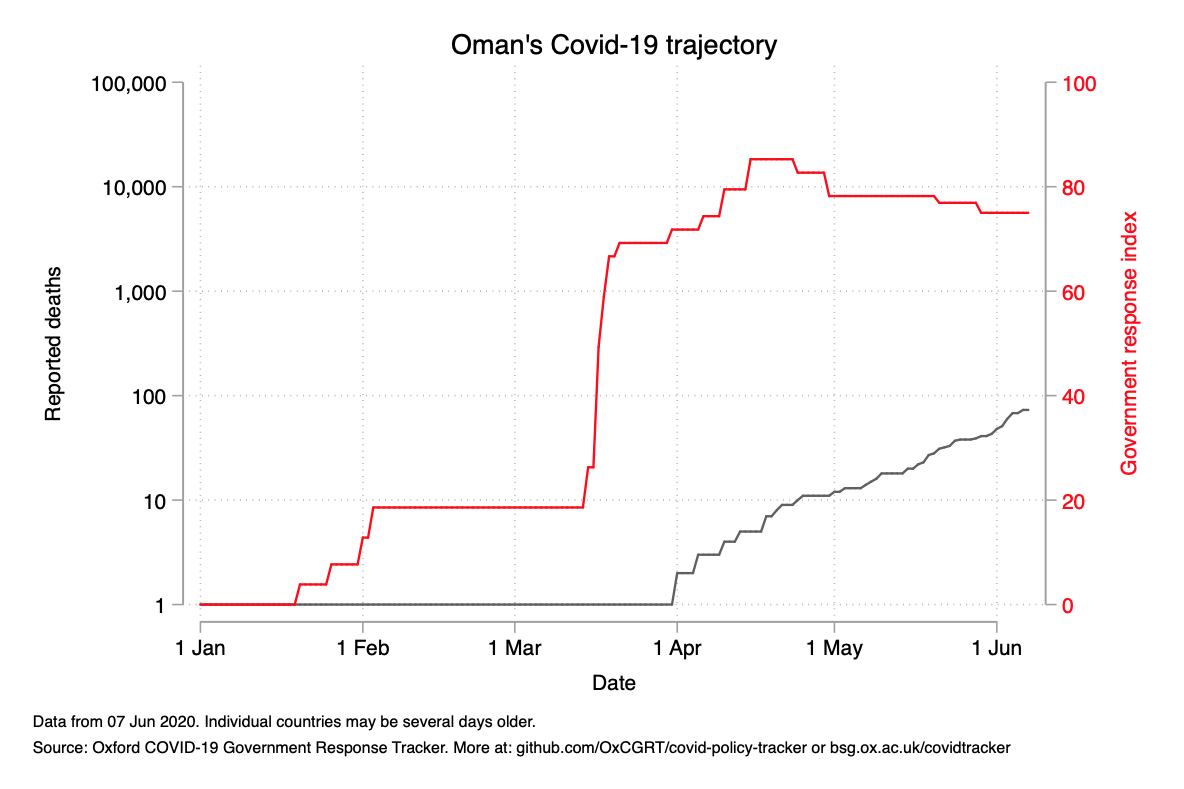 Oman's Covid-19 trajectory
100,000
10,000
1,000
100
10
1
Reported deaths
100
80
60
40
20
0
Government response index
1 Jan
1 Feb
1 Mar
1 Apr
1 May
1 Jun
Date
Data from 07 Jun 2020. Individual countries may be several days older.
Source: Oxford COVID-19 Government Response Tracker. More at: github.com/OxCGRT/covid-policy-tracker or bsg.ox.ac.uk/covidtracker